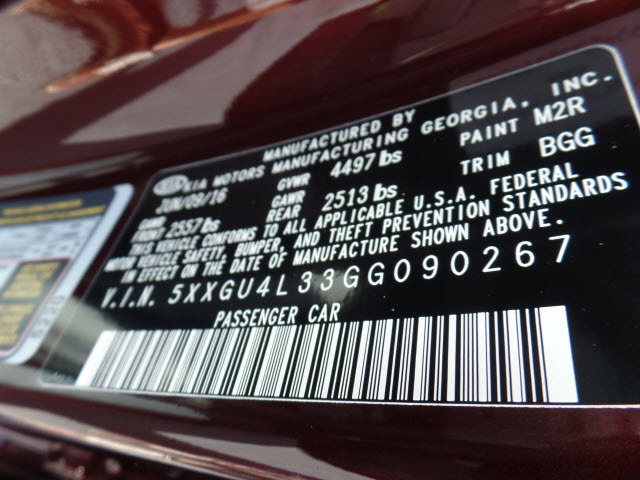 MANUFACTURED BY
KIA MOTORS MANUFACTURING GEORGIA, INC.
JUN/09/16 GVWR 4497 lbs PAINT M2R
GAWR FRONT 2557 lbs GAWR REAR 2513 lbs TRIM BGG
THIS VEHICLE CONFORMS TO ALL APPLICABLE U.S.A. FEDERAL
MOTOR VEHICLE SAFETY, BUMPER, AND THEFT PREVENTION STANDARDS
IN EFFECT ON THE DATE OF MANUFACTURE SHOWN ABOVE.
V.I.N. 5XXGU4L33GG090267
PASSENGER CAR